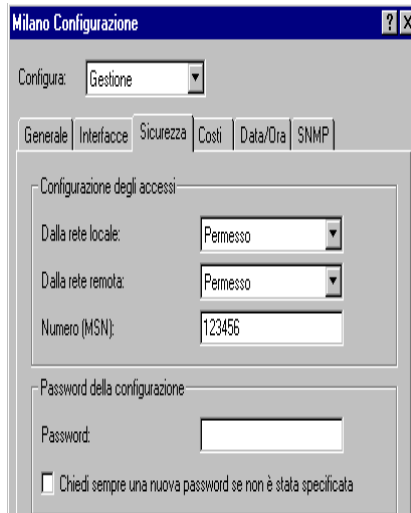 Milano Configurazione
Configura: Gestione
Generale Interfacce Sicurezza Costi Data/Ora SNMP
Configurazione degli accessi
Dalla rete locale: Permesso
Dalla rete remota: Permesso
Numero (MSN): 123456
Password della configurazione
Password:
Chiedi sempre una nuova password se non è stata specificata